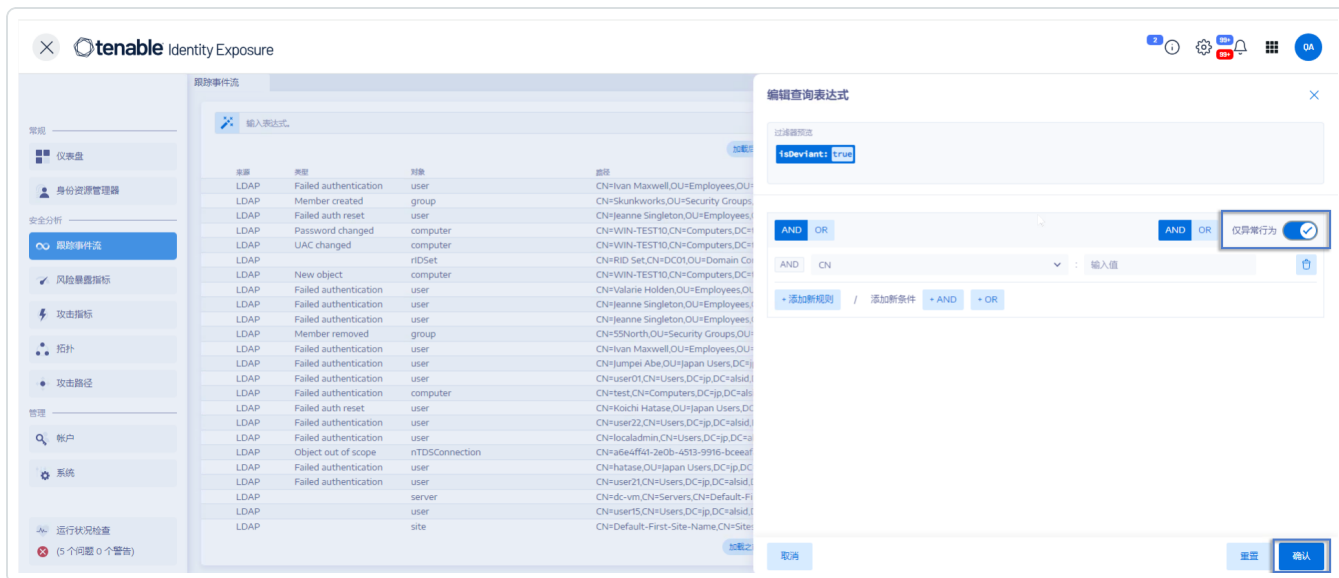 tenable Identity Exposure
2
99+
99+
QA
跟踪事件流
常规
仪表盘
身份资源管理器
安全分析
跟踪事件流
风险暴露指标
攻击指标
拓扑
攻击路径
管理
帐户
系统
运行状况检查
(5 个问题 0 个警告)
输入表达式。
来源 类型 对象 路径
LDAP Failed authentication user CN=Ivan Maxwell,OU=Employees,OU=
LDAP Member created group CN=Skunkworks,OU=Security Groups,
LDAP Failed auth reset user CN=Jeanne Singleton,OU=Employees,
LDAP Password changed computer CN=WIN-TEST10,CN=Computers,DC=
LDAP UAC changed computer CN=WIN-TEST10,CN=Computers,DC=
LDAP rIDSet CN=RID Set,CN=DC01,OU=Domain Co
LDAP New object computer CN=WIN-TEST10,CN=Computers,DC=
LDAP Failed authentication user CN=Valarie Holden,OU=Employees,OU
LDAP Failed authentication user CN=Jeanne Singleton,OU=Employees,
LDAP Failed authentication user CN=Jeanne Singleton,OU=Employees,
LDAP Member removed group CN=55North,OU=Security Groups,OU
LDAP Failed authentication user CN=Ivan Maxwell,OU=Employees,OU=
LDAP Failed authentication user CN=Jumpei Abe,OU=Japan Users,DC=j
LDAP Failed authentication user CN=user01,CN=Users,DC=jp,DC=alsid,
LDAP Failed authentication computer CN=test,CN=Computers,DC=jp,DC=als
LDAP Failed auth reset user CN=Koichi Hatase,OU=Japan Users,DC
LDAP Failed authentication user CN=user22,CN=Users,DC=jp,DC=alsid,
LDAP Failed authentication user CN=localadmin,CN=Users,DC=jp,DC=a
LDAP Object out of scope nTDSConnection CN=a6e4ff41-2e0b-4513-9916-bceeaf
LDAP Failed authentication user CN=hatase,OU=Japan Users,DC=jp,DC
LDAP Failed authentication user CN=user21,CN=Users,DC=jp,DC=alsid,
LDAP server CN=dc-vm,CN=Servers,CN=Default-Fi
LDAP user CN=user15,CN=Users,DC=jp,DC=alsid,
LDAP site CN=Default-First-Site-Name,CN=Sites
加载之
编辑查询表达式
过滤器预览
isDeviant: true
AND OR AND OR 仅异常行为
AND CN : 输入值
+ 添加新规则 / 添加新条件 + AND + OR
取消 重置 确认